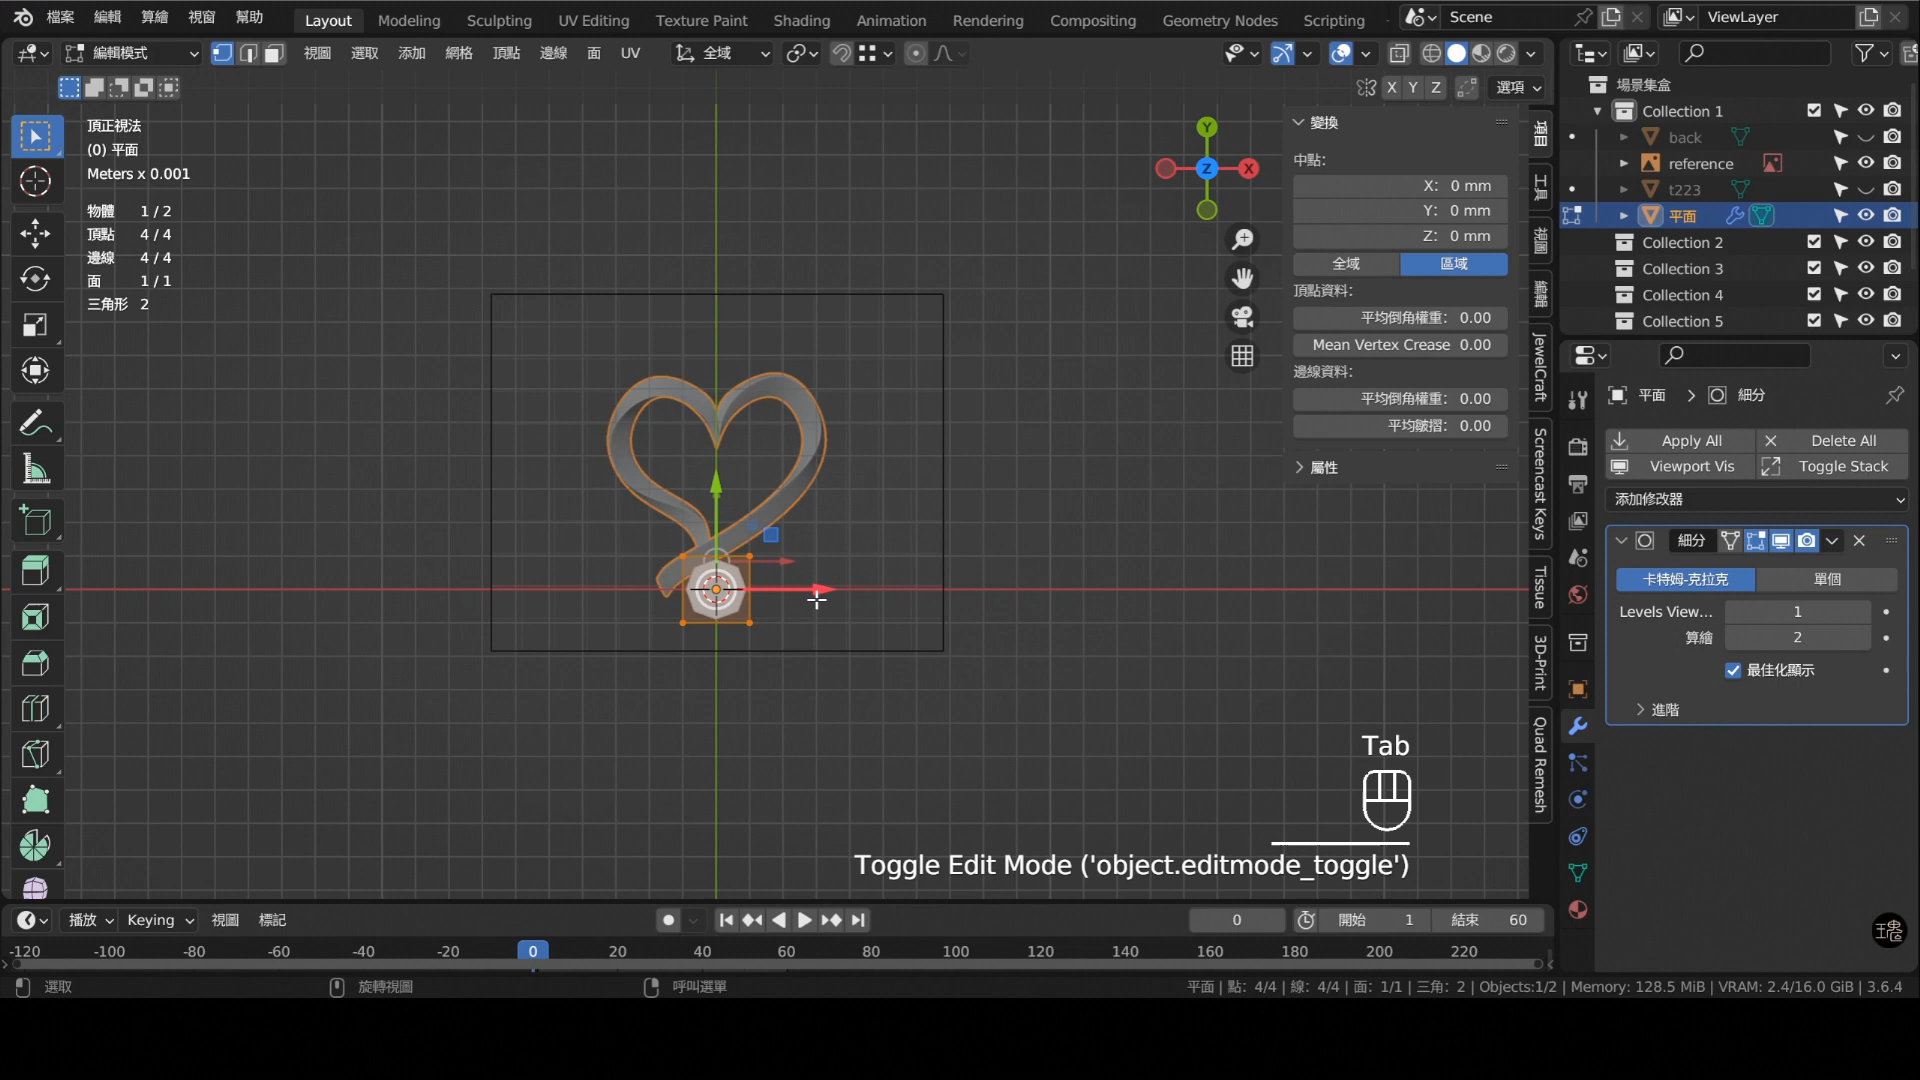 檔案 編輯 算繪 視窗 幫助 Layout Modeling Sculpting UV Editing Texture Paint Shading Animation Rendering Compositing Geometry Nodes Scripting Scene ViewLayer
編輯模式 視圖 選取 添加 網格 頂點 邊線 面 UV 全域
X Y Z 選項
頂正視法
(0) 平面
Meters x 0.001
物體 1 / 2
頂點 4 / 4
邊線 4 / 4
面 1 / 1
三角形 2
Y
Z
X
變換
中點:
X: 0 mm
Y: 0 mm
Z: 0 mm
全域 區域
頂點資料:
平均倒角權重: 0.00
Mean Vertex Crease 0.00
邊線資料:
平均倒角權重: 0.00
平均皺摺: 0.00
屬性
項目
工具
視圖
編輯
JewelCraft
Screencast Keys
Tissue
3D-Print
Quad Remesh
場景集盒
Collection 1
back
reference
t223
平面
Collection 2
Collection 3
Collection 4
Collection 5
平面 細分
Apply All Delete All
Viewport Vis Toggle Stack
添加修改器
細分
卡特姆-克拉克 單個
Levels View... 1
算繪 2
最佳化顯示
進階
Tab
Toggle Edit Mode ('object.editmode_toggle')
播放 Keying 視圖 標記 0 開始 1 結束 60
-120 -100 -80 -60 -40 -20 0 20 40 60 80 100 120 140 160 180 200 220
選取 旋轉視圖 呼叫選單 平面 | 點: 4/4 | 線: 4/4 | 面: 1/1 | 三角: 2 | Objects:1/2 | Memory: 128.5 MiB | VRAM: 2.4/16.0 GiB | 3.6.4